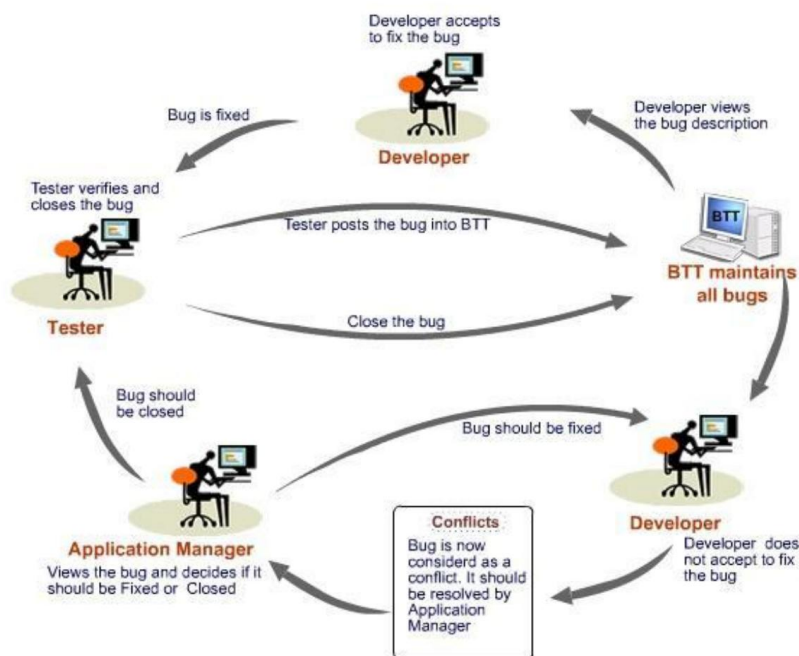 Developer accepts
to fix the bug
Developer
Bug is fixed
Developer views
the bug description
Tester verifies and
closes the bug
Tester
Tester posts the bug into BTT
BTT
BTT maintains
all bugs
Close the bug
Bug should
be closed
Bug should be fixed
Application Manager
Views the bug and decides if it
should be Fixed or Closed
Conflicts
Bug is now
considerd as a
conflict. It should
be resolved by
Application
Manager
Developer
Developer does
not accept to fix
the bug